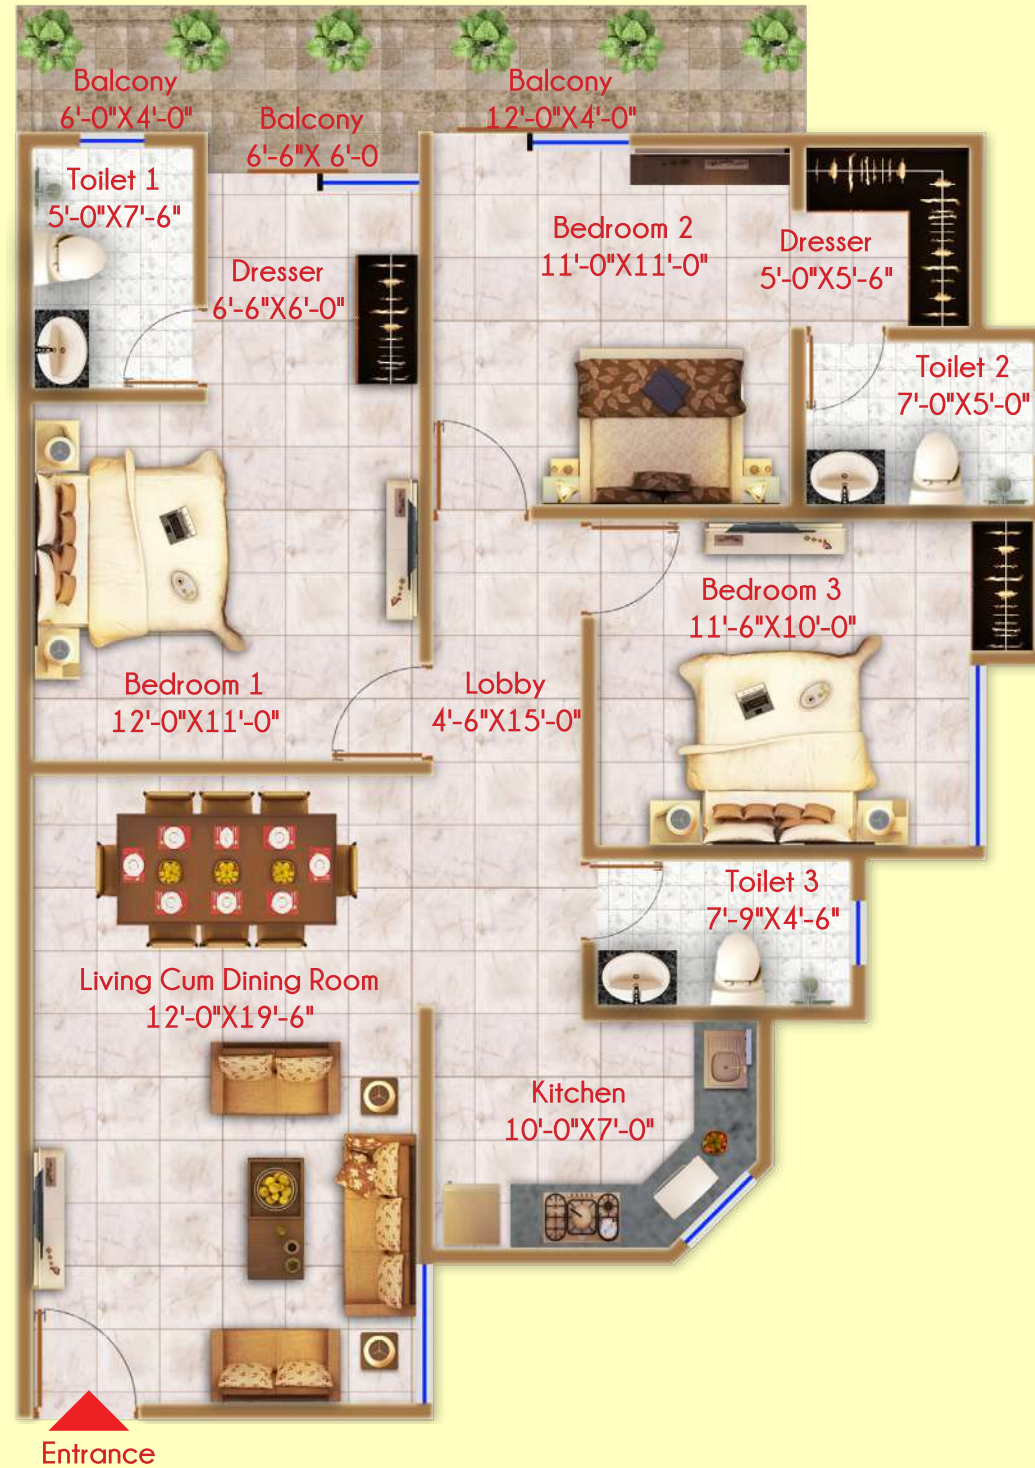 Balcony
6'-0"X4'-0"
Balcony
6'-6"X 6'-0
Balcony
12'-0"X4'-0"
Toilet 1
5'-0"X7'-6"
Dresser
6'-6"X6'-0"
Bedroom 2
11'-0"X11'-0"
Dresser
5'-0"X5'-6"
Toilet 2
7'-0"X5'-0"
Bedroom 3
11'-6"X10'-0"
Bedroom 1
12'-0"X11'-0"
Lobby
4'-6"X15'-0"
Toilet 3
7'-9"X4'-6"
Living Cum Dining Room
12'-0"X19'-6"
Kitchen
10'-0"X7'-0"
Entrance